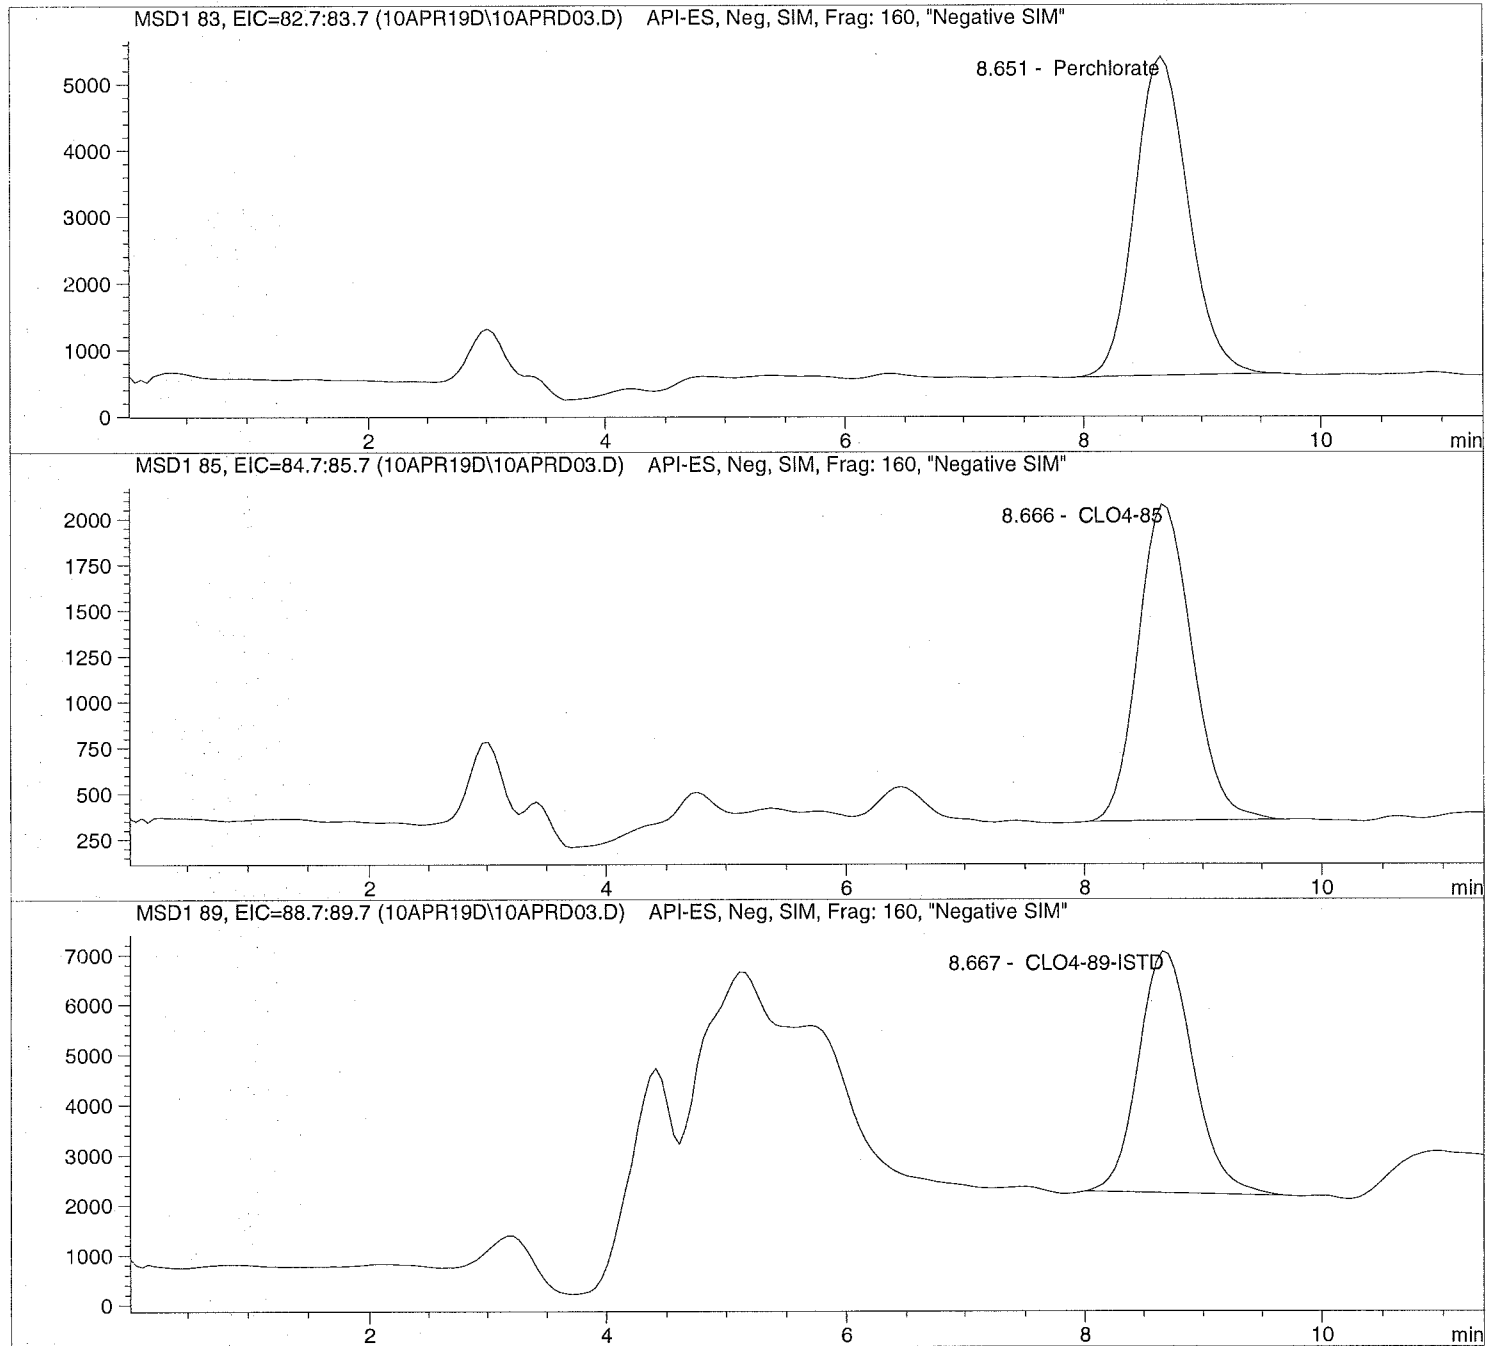 MSD1 83, EIC=82.7:83.7 (10APR19D\10APRD03.D) API-ES, Neg, SIM, Frag: 160, "Negative SIM"
8.651 - Perchlorate
5000
4000
3000
2000
1000
0
2 4 6 8 10 min
MSD1 85, EIC=84.7:85.7 (10APR19D\10APRD03.D) API-ES, Neg, SIM, Frag: 160, "Negative SIM"
8.666 - CLO4-85
2000
1750
1500
1250
1000
750
500
250
2 4 6 8 10 min
MSD1 89, EIC=88.7:89.7 (10APR19D\10APRD03.D) API-ES, Neg, SIM, Frag: 160, "Negative SIM"
8.667 - CLO4-89-ISTD
7000
6000
5000
4000
3000
2000
1000
0
2 4 6 8 10 min